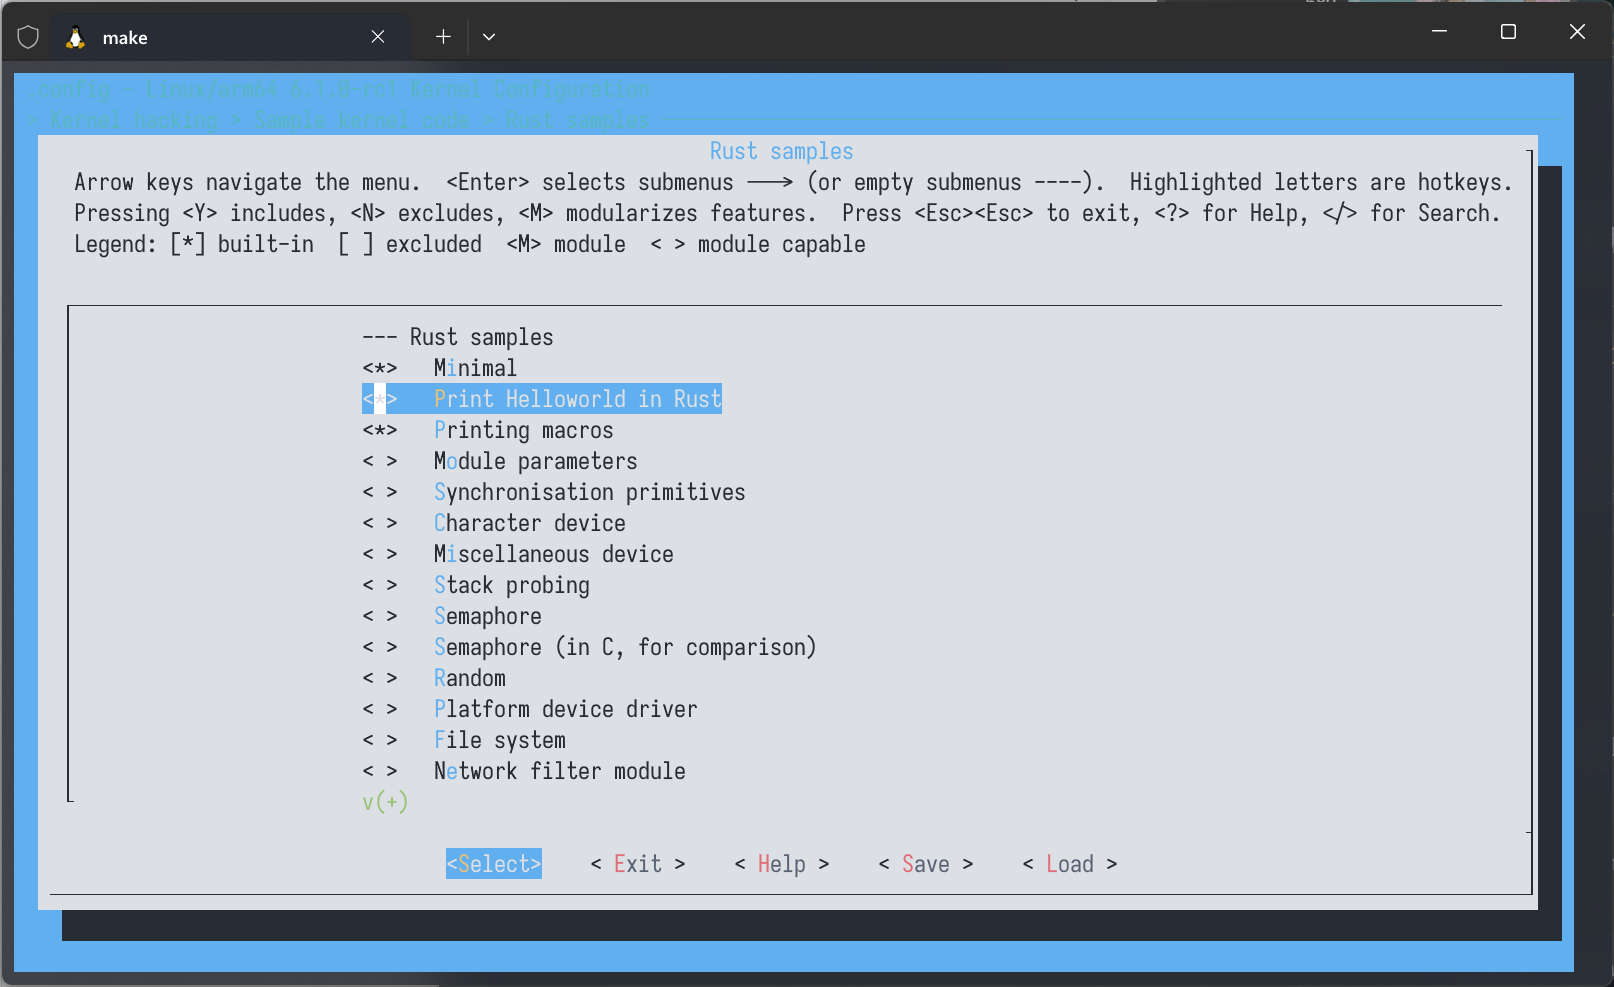 make
.config - Linux/arm64 6.1.0-rc1 Kernel Configuration
> Kernel hacking > Sample kernel code > Rust samples
Rust samples
Arrow keys navigate the menu.  <Enter> selects submenus ---> (or empty submenus ----).  Highlighted letters are hotkeys.
Pressing <Y> includes, <N> excludes, <M> modularizes features.  Press <Esc><Esc> to exit, <?> for Help, </> for Search.
Legend: [*] built-in  [ ] excluded  <M> module  < > module capable
--- Rust samples
<*>   Minimal
<*>   Print Helloworld in Rust
<*>   Printing macros
< >   Module parameters
< >   Synchronisation primitives
< >   Character device
< >   Miscellaneous device
< >   Stack probing
< >   Semaphore
< >   Semaphore (in C, for comparison)
< >   Random
< >   Platform device driver
< >   File system
< >   Network filter module
v(+)
<Select>    < Exit >    < Help >    < Save >    < Load >